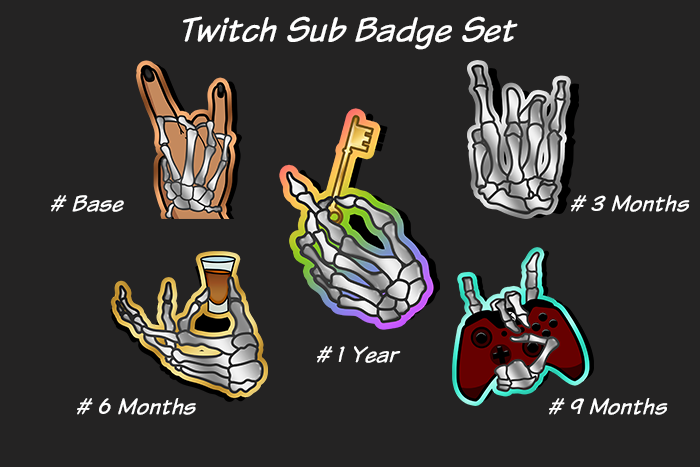 Twitch Sub Badge Set
# Base
# 3 Months
# 1 Year
# 6 Months
# 9 Months